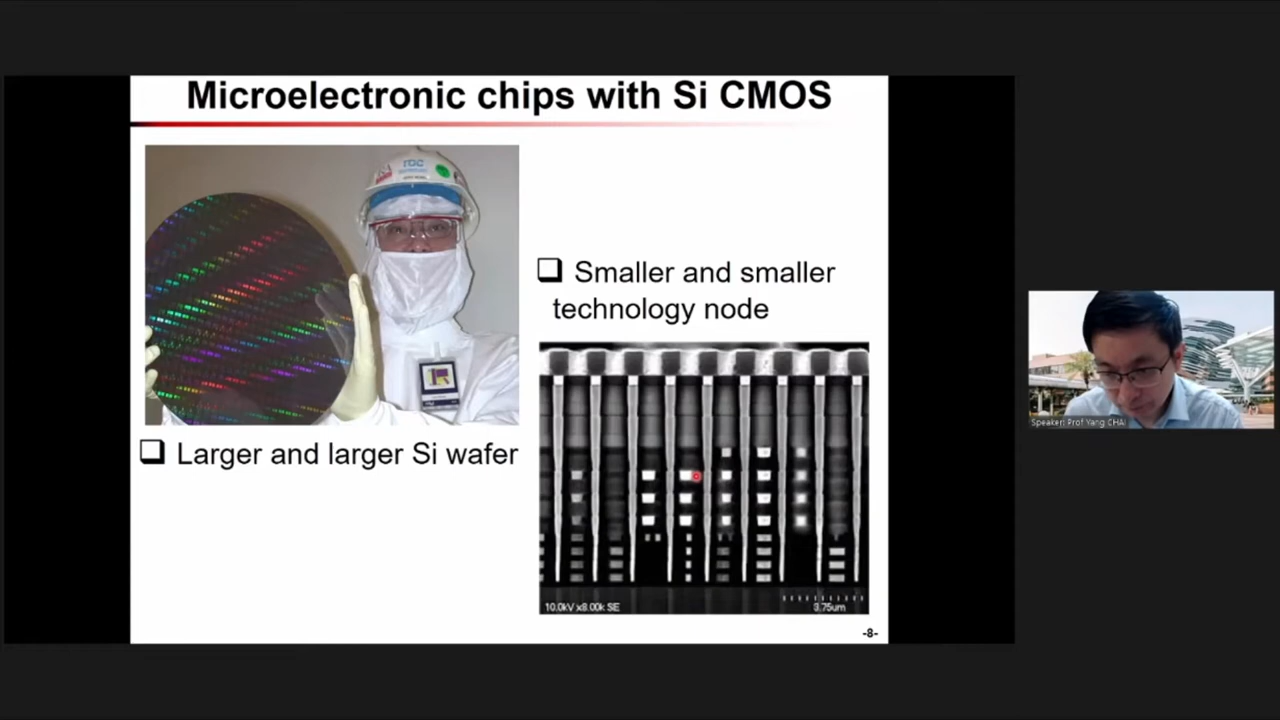 Microelectronic chips with Si CMOS
TDC
❑ Larger and larger Si wafer
❑ Smaller and smaller
technology node
10.0kV x8.00k SE
3.75um
-8-
Speaker: Prof Yang CHAI